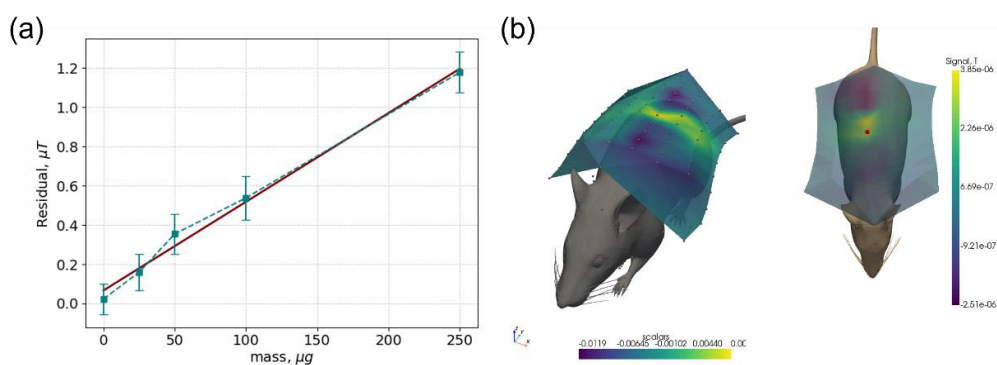 (a)
1.2
1.0
0.8
0.6
0.4
0.2
0.0
Residual, μT
0 50 100 150 200 250
mass, μg
(b)
z
y
x
-0.0119 -0.00645 -0.00102 0.00440 0.00
scalars
Signal, T
3.85e-06
2.26e-06
6.69e-07
-9.21e-07
-2.51e-06